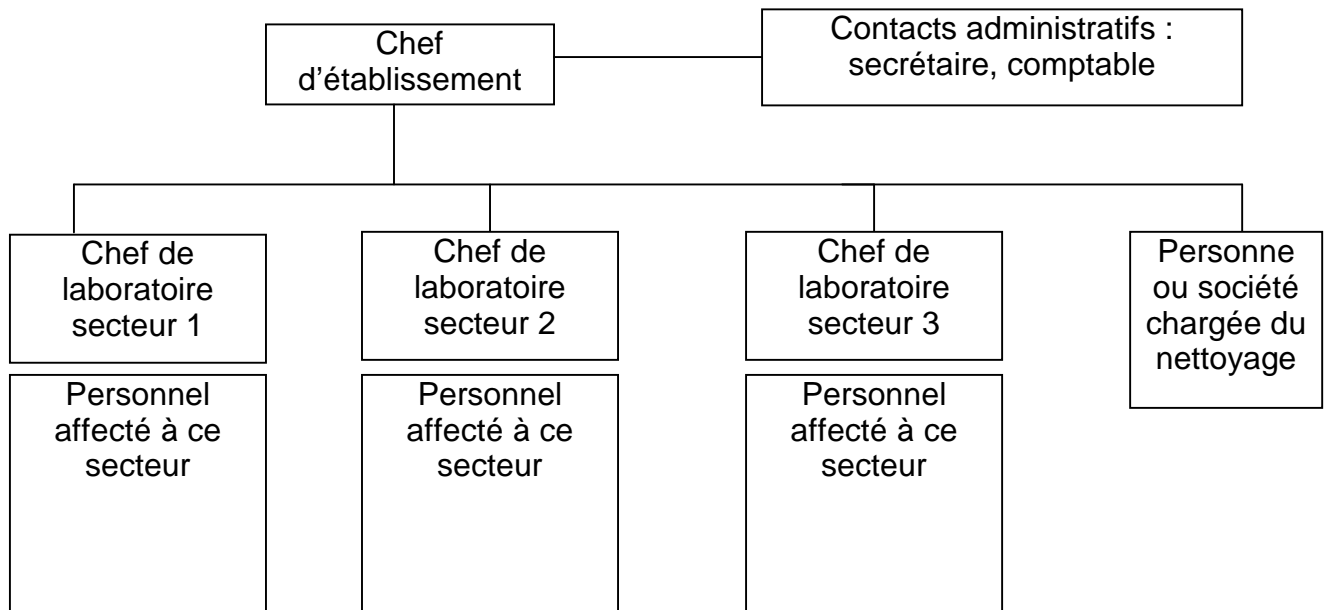 Chef
d’établissement
Contacts administratifs :
secrétaire, comptable
Chef de
laboratoire
secteur 1
Chef de
laboratoire
secteur 2
Chef de
laboratoire
secteur 3
Personne
ou société
chargée du
nettoyage
Personnel
affecté à ce
secteur
Personnel
affecté à ce
secteur
Personnel
affecté à ce
secteur